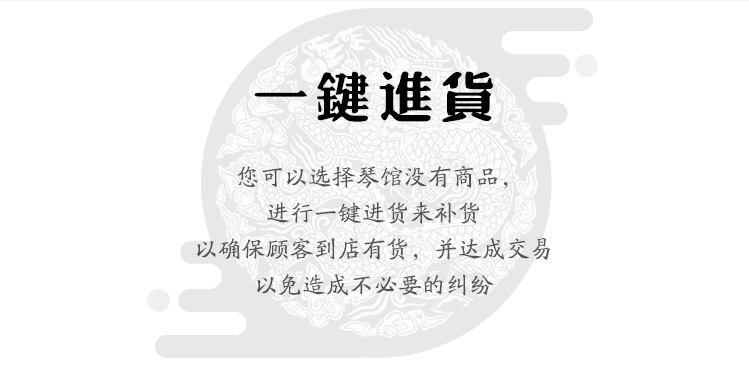 一鍵進貨
您可以选择琴馆没有商品，
进行一键进货来补货
以确保顾客到店有货，并达成交易
以免造成不必要的纠纷